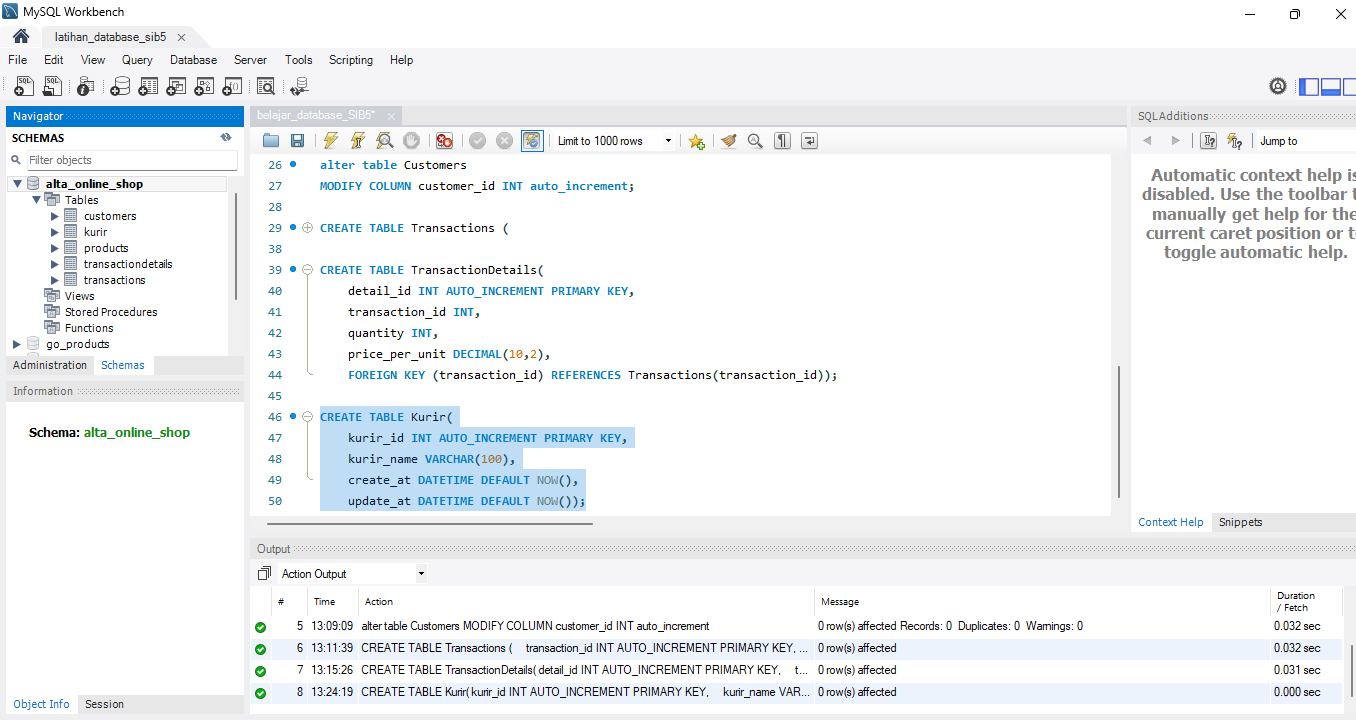 MySQL Workbench
latihan_database_sib5
File Edit View Query Database Server Tools Scripting Help
Navigator
SCHEMAS
Filter objects
alta_online_shop
Tables
customers
kurir
products
transactiondetails
transactions
Views
Stored Procedures
Functions
go_products
Administration Schemas
Information
Schema: alta_online_shop
Object Info Session
belajar_database_SIB5*
Limit to 1000 rows
26 alter table Customers
27 MODIFY COLUMN customer_id INT auto_increment;
28
29 CREATE TABLE Transactions (
38
39 CREATE TABLE TransactionDetails(
40 detail_id INT AUTO_INCREMENT PRIMARY KEY,
41 transaction_id INT,
42 quantity INT,
43 price_per_unit DECIMAL(10,2),
44 FOREIGN KEY (transaction_id) REFERENCES Transactions(transaction_id));
45
46 CREATE TABLE Kurir(
47 kurir_id INT AUTO_INCREMENT PRIMARY KEY,
48 kurir_name VARCHAR(100),
49 create_at DATETIME DEFAULT NOW(),
50 update_at DATETIME DEFAULT NOW());
SQLAdditions
Jump to
Automatic context help is
disabled. Use the toolbar t
manually get help for the
current caret position or to
toggle automatic help.
Context Help Snippets
Output
Action Output
# Time Action Message Duration / Fetch
5 13:09:09 alter table Customers MODIFY COLUMN customer_id INT auto_increment 0 row(s) affected Records: 0 Duplicates: 0 Warnings: 0 0.032 sec
6 13:11:39 CREATE TABLE Transactions ( transaction_id INT AUTO_INCREMENT PRIMARY KEY, ... 0 row(s) affected 0.032 sec
7 13:15:26 CREATE TABLE TransactionDetails( detail_id INT AUTO_INCREMENT PRIMARY KEY, t... 0 row(s) affected 0.031 sec
8 13:24:19 CREATE TABLE Kurir( kurir_id INT AUTO_INCREMENT PRIMARY KEY, kurir_name VAR... 0 row(s) affected 0.000 sec